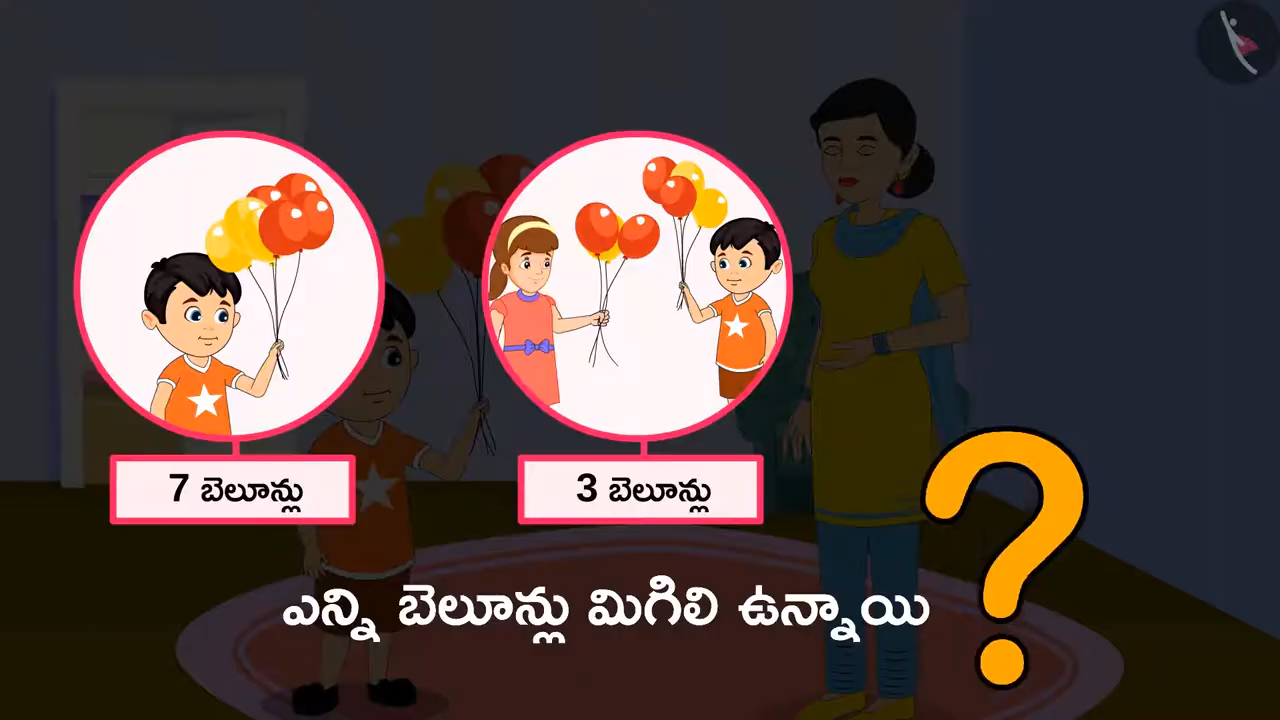 7 బెలూన్లు
3 బెలూన్లు
ఎన్ని బెలూన్లు మిగిలి ఉన్నాయి ?